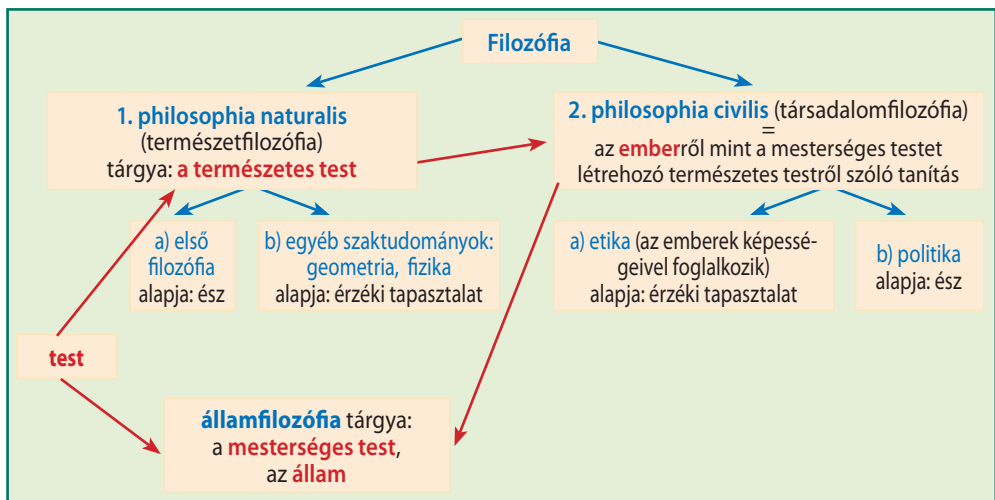 Filozófia
1. philosophia naturalis
(természetfilozófia)
tárgya: a természetes test
2. philosophia civilis (társadalomfilozófia)
=
az emberről mint a mesterséges testet
létrehozó természetes testről szóló tanítás
a) első
filozófia
alapja: ész
b) egyéb szaktudományok:
geometria, fizika
alapja: érzéki tapasztalat
a) etika (az emberek képessé-
geivel foglalkozik)
alapja: érzéki tapasztalat
b) politika
alapja: ész
test
államfilozófia tárgya:
a mesterséges test,
az állam